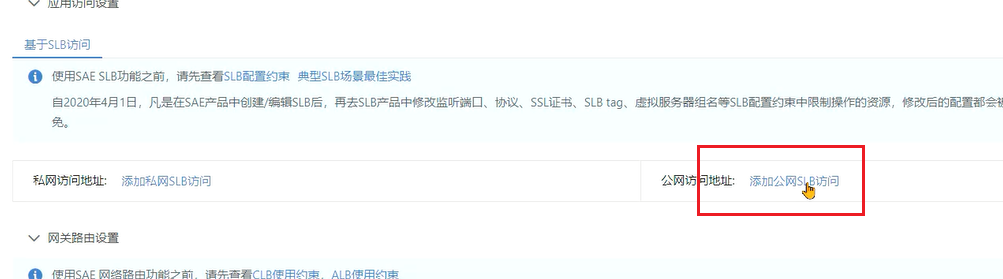 应用访问设置
基于SLB访问
使用SAE SLB功能之前，请先查看SLB配置约束 典型SLB场景最佳实践
自2020年4月1日，凡是在SAE产品中创建/编辑SLB后，再去SLB产品中修改监听端口、协议、SSL证书、SLB tag、虚拟服务器组名等SLB配置约束中限制操作的资源，修改后的配置都会被
免。
私网访问地址: 添加私网SLB访问 公网访问地址: 添加公网SLB访问
网关路由设置
使用SAE 网络路由功能之前，请先查看CLB使用约束，ALB使用约束